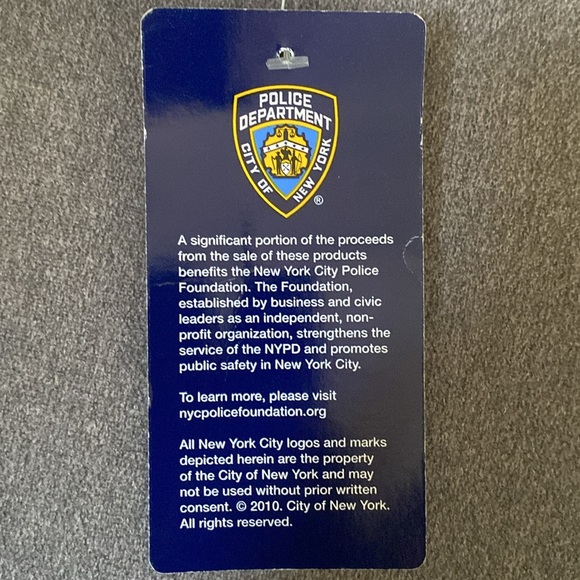 POLICE
DEPARTMENT
CITY OF NEW YORK
®
A significant portion of the proceeds
from the sale of these products
benefits the New York City Police
Foundation. The Foundation,
established by business and civic
leaders as an independent, non-
profit organization, strengthens the
service of the NYPD and promotes
public safety in New York City.
To learn more, please visit
nycpolicefoundation.org
All New York City logos and marks
depicted herein are the property
of the City of New York and may
not be used without prior written
consent. © 2010. City of New York.
All rights reserved.